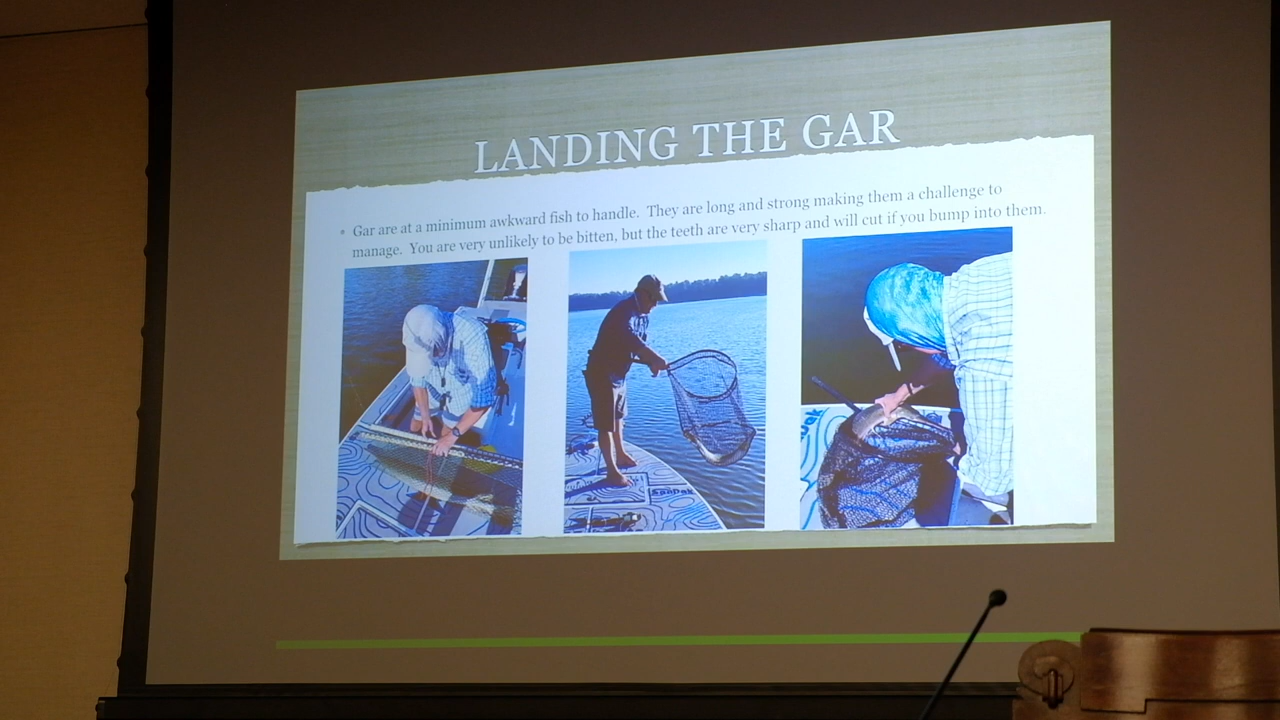 LANDING THE GAR
• Gar are at a minimum awkward fish to handle. They are long and strong making them a challenge to
manage. You are very unlikely to be bitten, but the teeth are very sharp and will cut if you bump into them.